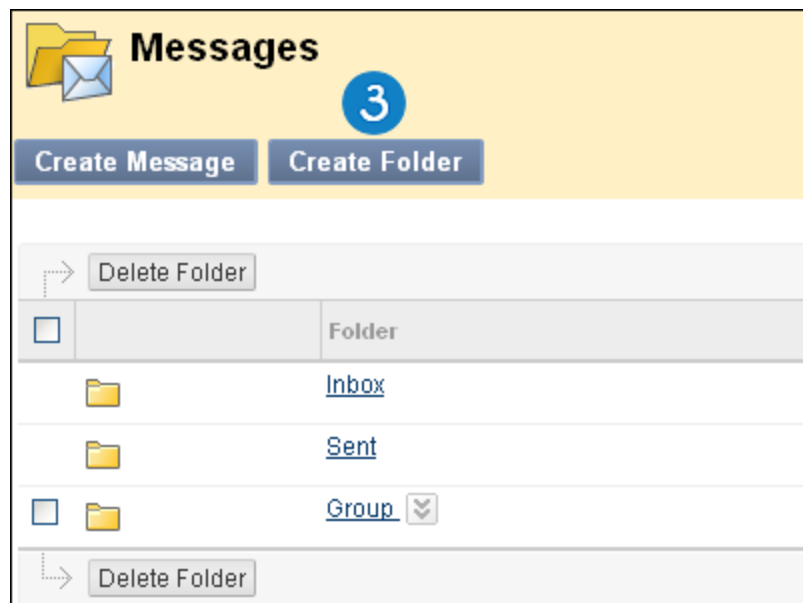 Messages
3
Create Message Create Folder
Delete Folder
Folder
Inbox
Sent
Group
Delete Folder